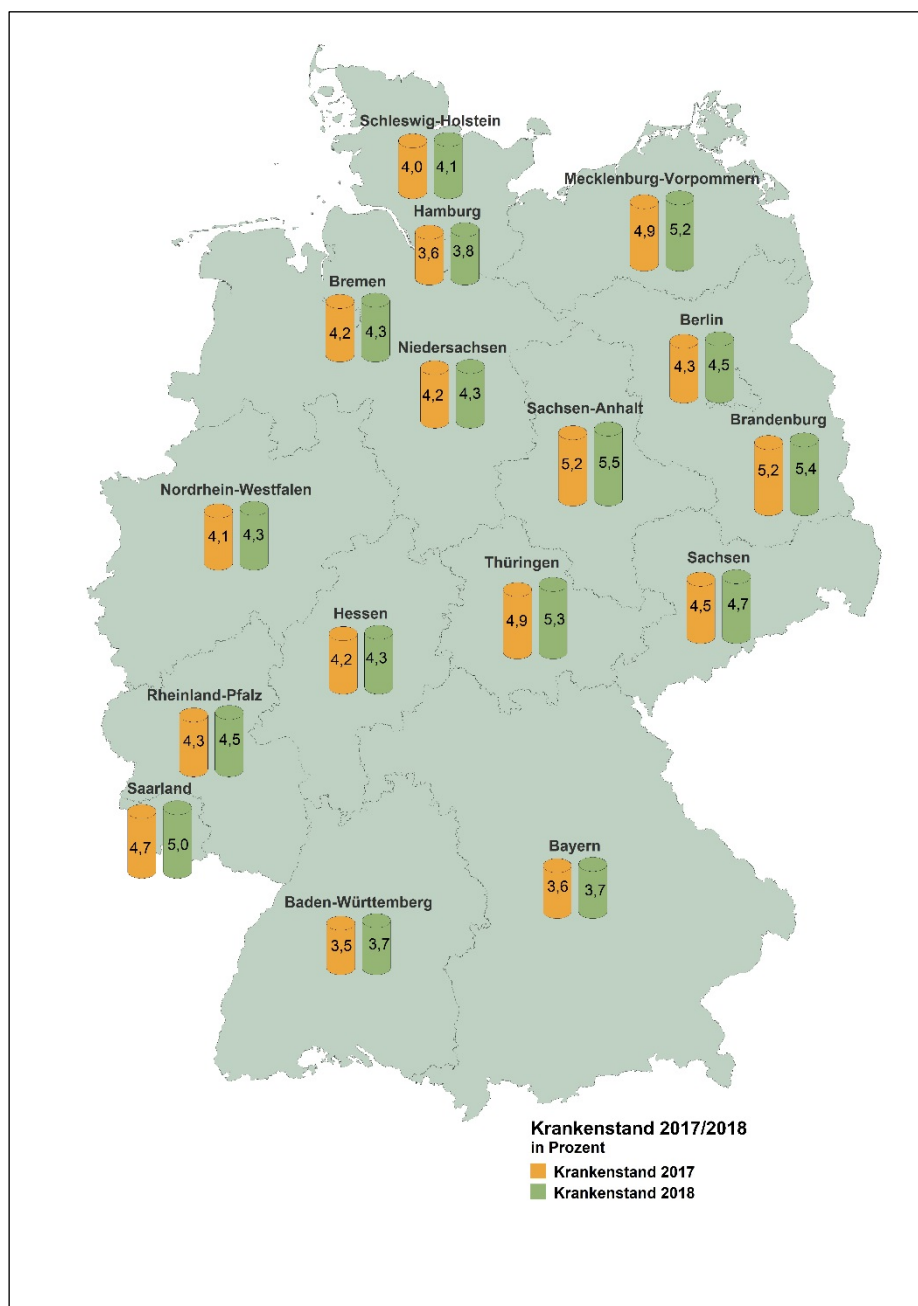 Schleswig-Holstein
4,0 4,1
Mecklenburg-Vorpommern
4,9 5,2
Hamburg
3,6 3,8
Bremen
4,2 4,3
Berlin
4,3 4,5
Niedersachsen
4,2 4,3
Sachsen-Anhalt
5,2 5,5
Brandenburg
5,2 5,4
Nordrhein-Westfalen
4,1 4,3
Thüringen
4,9 5,3
Sachsen
4,5 4,7
Hessen
4,2 4,3
Rheinland-Pfalz
4,3 4,5
Saarland
4,7 5,0
Bayern
3,6 3,7
Baden-Württemberg
3,5 3,7
Krankenstand 2017/2018
in Prozent
Krankenstand 2017
Krankenstand 2018